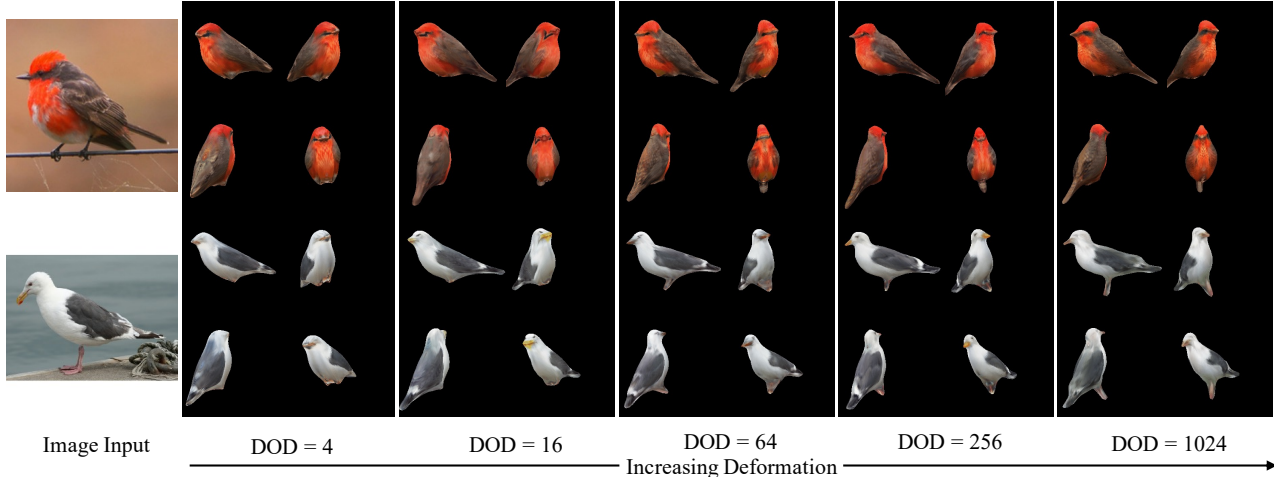 Image Input
DOD = 4
DOD = 16
DOD = 64
DOD = 256
DOD = 1024
Increasing Deformation